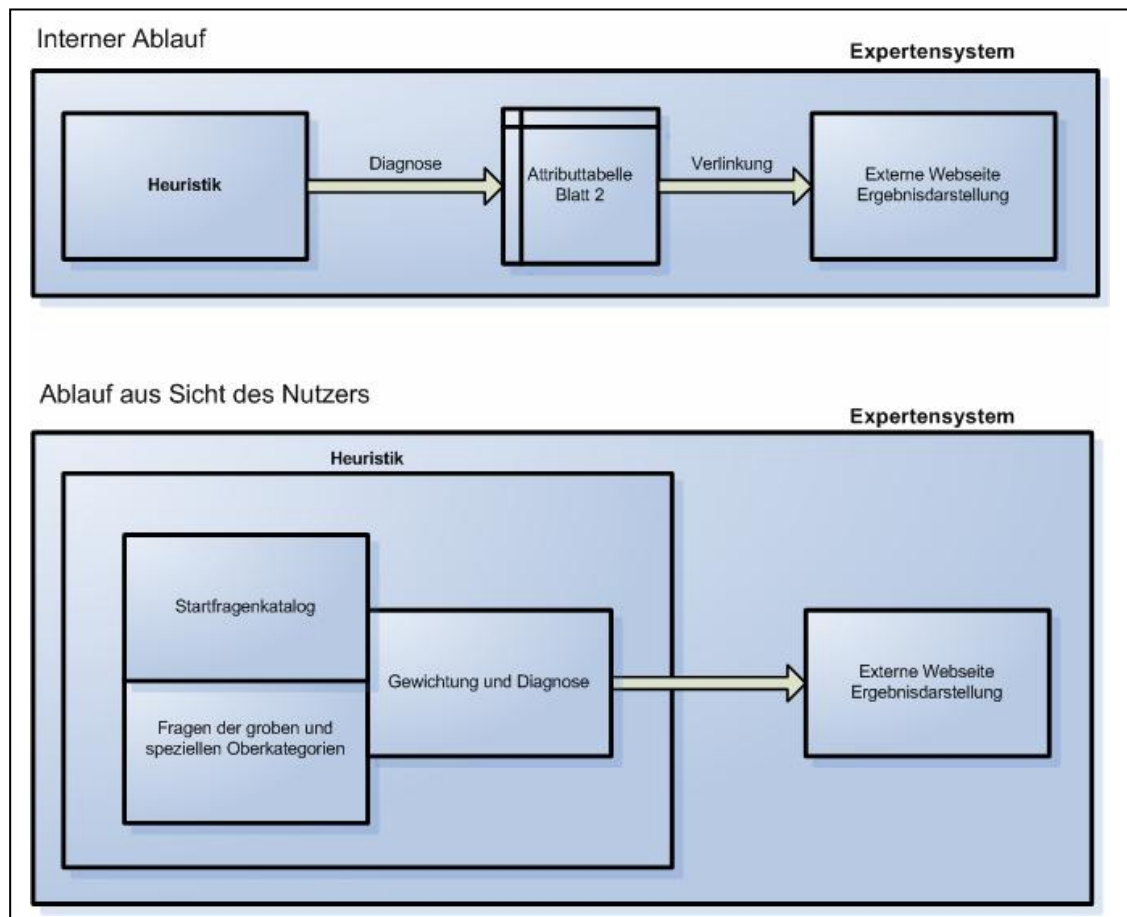 Interner Ablauf
Expertensystem
Heuristik
Diagnose
Attributtabelle
Blatt 2
Verlinkung
Externe Webseite
Ergebnisdarstellung
Ablauf aus Sicht des Nutzers
Expertensystem
Heuristik
Startfragenkatalog
Fragen der groben und
speziellen Oberkategorien
Gewichtung und Diagnose
Externe Webseite
Ergebnisdarstellung